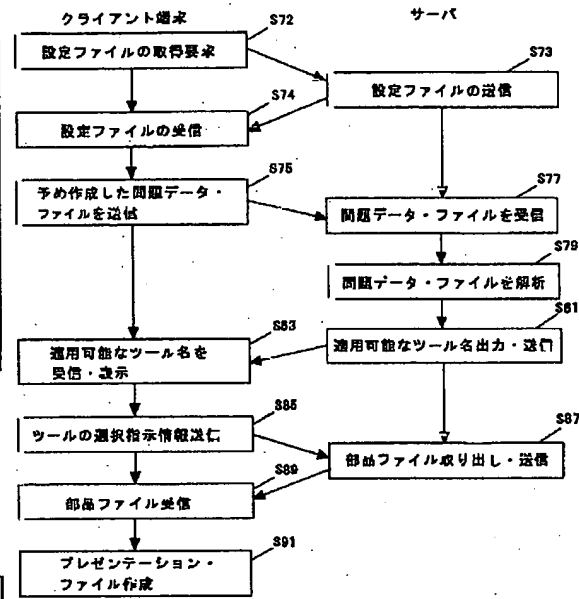 クライアント端末
サーバ
S72
設定ファイルの取得要求
S73
設定ファイルの送信
S74
設定ファイルの受信
S75
予め作成した問題データ・
ファイルを送信
S77
問題データ・ファイルを受信
S79
問題データ・ファイルを解析
S81
適用可能なツール名出力・送信
S83
適用可能なツール名を
受信・表示
S85
ツールの選択指示情報送信
S87
部品ファイル取り出し・送信
S89
部品ファイル受信
S91
プレゼンテーション・
ファイル作成